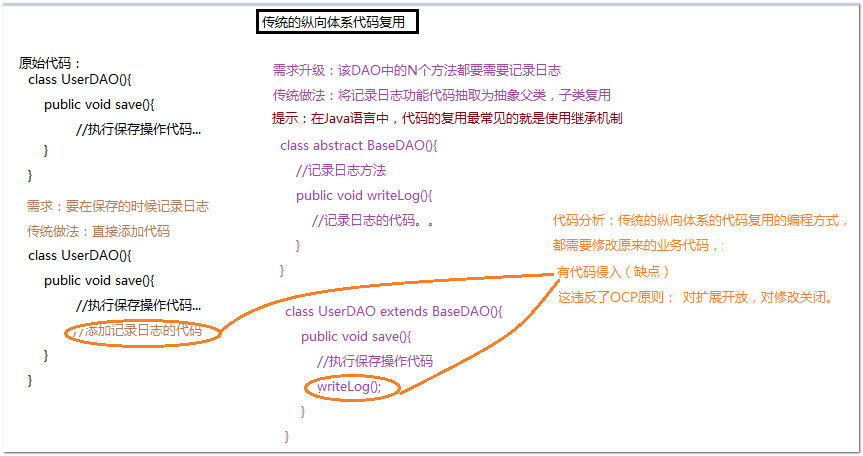 传统的纵向体系代码复用
原始代码：
class UserDAO(){
public void save(){
//执行保存操作代码...
}
}
需求：要在保存的时候记录日志
传统做法：直接添加代码
class UserDAO(){
public void save(){
//执行保存操作代码...
//添加记录日志的代码
}
}
需求升级：该DAO中的N个方法都要需要记录日志
传统做法：将记录日志功能代码抽取为抽象父类，子类复用
提示：在Java语言中，代码的复用最常见的就是使用继承机制
class abstract BaseDAO(){
//记录日志方法
public void writeLog(){
//记录日志的代码。。
}
}
class UserDAO extends BaseDAO(){
public void save(){
//执行保存操作代码
writeLog();
}
}
代码分析：传统的纵向体系的代码复用的编程方式，
都需要修改原来的业务代码，
有代码侵入（缺点）
这违反了OCP原则： 对扩展开放，对修改关闭。